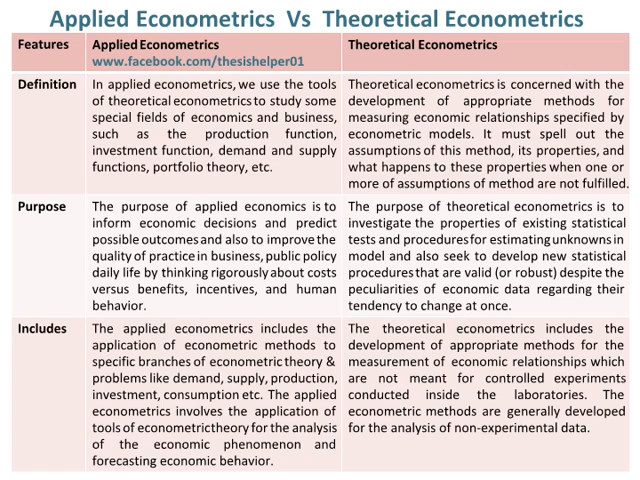 Applied Econometrics Vs Theoretical Econometrics
Features
Applied Econometrics
www.facebook.com/thesishelper01
Theoretical Econometrics
Definition
In applied econometrics, we use the tools
of theoretical econometrics to study some
special fields of economics and business,
such as the production function,
investment function, demand and supply
functions, portfolio theory, etc.
Theoretical econometrics is concerned with the
development of appropriate methods for
measuring economic relationships specified by
econometric models. It must spell out the
assumptions of this method, its properties, and
what happens to these properties when one or
more of assumptions of method are not fulfilled.
Purpose
The purpose of applied economics is to
inform economic decisions and predict
possible outcomes and also to improve the
quality of practice in business, public policy
daily life by thinking rigorously about costs
versus benefits, incentives, and human
behavior.
The purpose of theoretical econometrics is to
investigate the properties of existing statistical
tests and procedures for estimating unknowns in
model and also seek to develop new statistical
procedures that are valid (or robust) despite the
peculiarities of economic data regarding their
tendency to change at once.
Includes
The applied econometrics includes the
application of econometric methods to
specific branches of econometric theory &
problems like demand, supply, production,
investment, consumption etc. The applied
econometrics involves the application of
tools of econometric theory for the analysis
of the economic phenomenon and
forecasting economic behavior.
The theoretical econometrics includes the
development of appropriate methods for the
measurement of economic relationships which
are not meant for controlled experiments
conducted inside the laboratories. The
econometric methods are generally developed
for the analysis of non-experimental data.